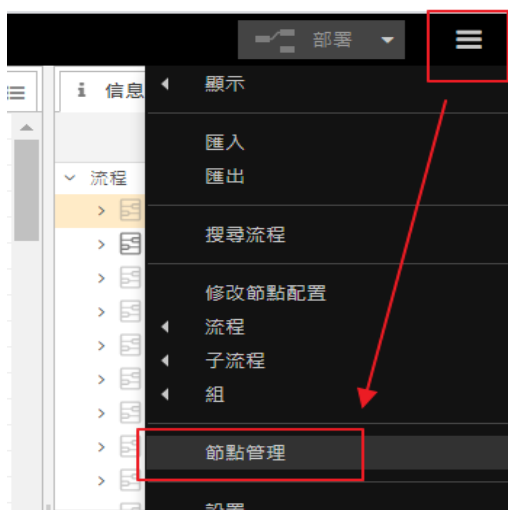 部署
i 信息
顯示
匯入
匯出
流程
搜尋流程
修改節點配置
流程
子流程
組
節點管理
設置